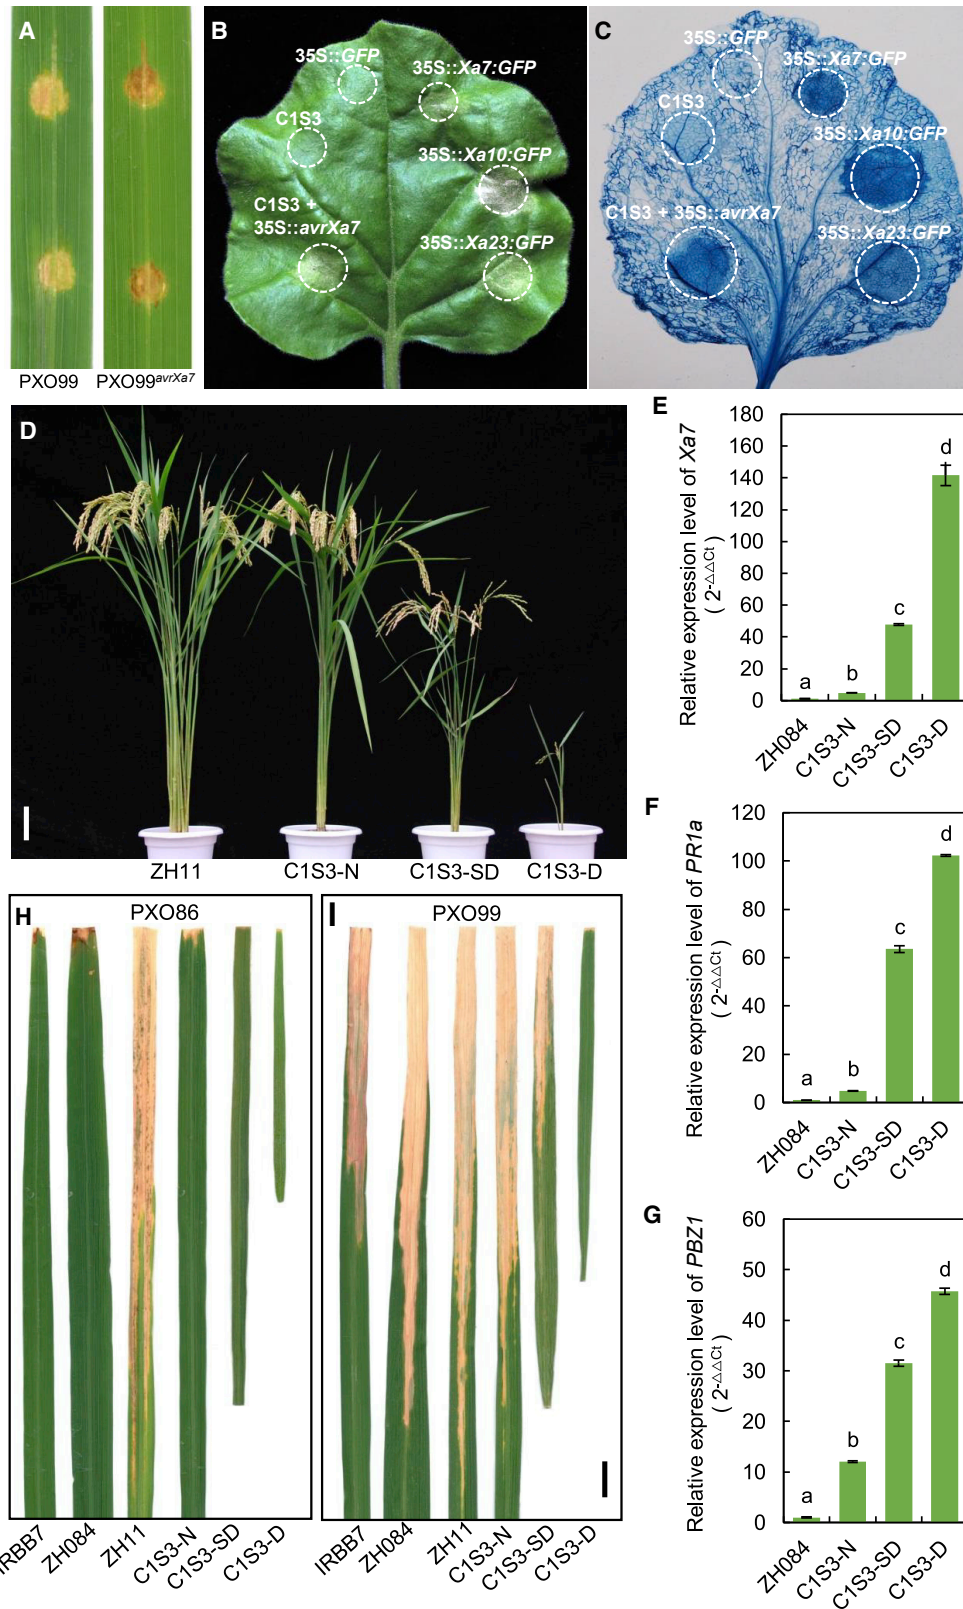 A
PXO99
PXO99avrXa7
B
35S::GFP
35S::Xa7:GFP
C1S3
35S::Xa10:GFP
C1S3 +
35S::avrXa7
35S::Xa23:GFP
C
35S::GFP
35S::Xa7:GFP
C1S3
35S::Xa10:GFP
C1S3 + 35S::avrXa7
35S::Xa23:GFP
D
ZH11
C1S3-N
C1S3-SD
C1S3-D
E
Relative expression level of Xa7
( 2-△△Ct )
180
160
140
120
100
80
60
40
20
0
a
b
c
d
ZH084
C1S3-N
C1S3-SD
C1S3-D
F
Relative expression level of PR1a
( 2-△△Ct )
120
100
80
60
40
20
0
a
b
c
d
ZH084
C1S3-N
C1S3-SD
C1S3-D
G
Relative expression level of PBZ1
( 2-△△Ct )
60
50
40
30
20
10
0
a
b
c
d
ZH084
C1S3-N
C1S3-SD
C1S3-D
H
PXO86
IRBB7
ZH084
ZH11
C1S3-N
C1S3-SD
C1S3-D
I
PXO99
IRBB7
ZH084
ZH11
C1S3-N
C1S3-SD
C1S3-D